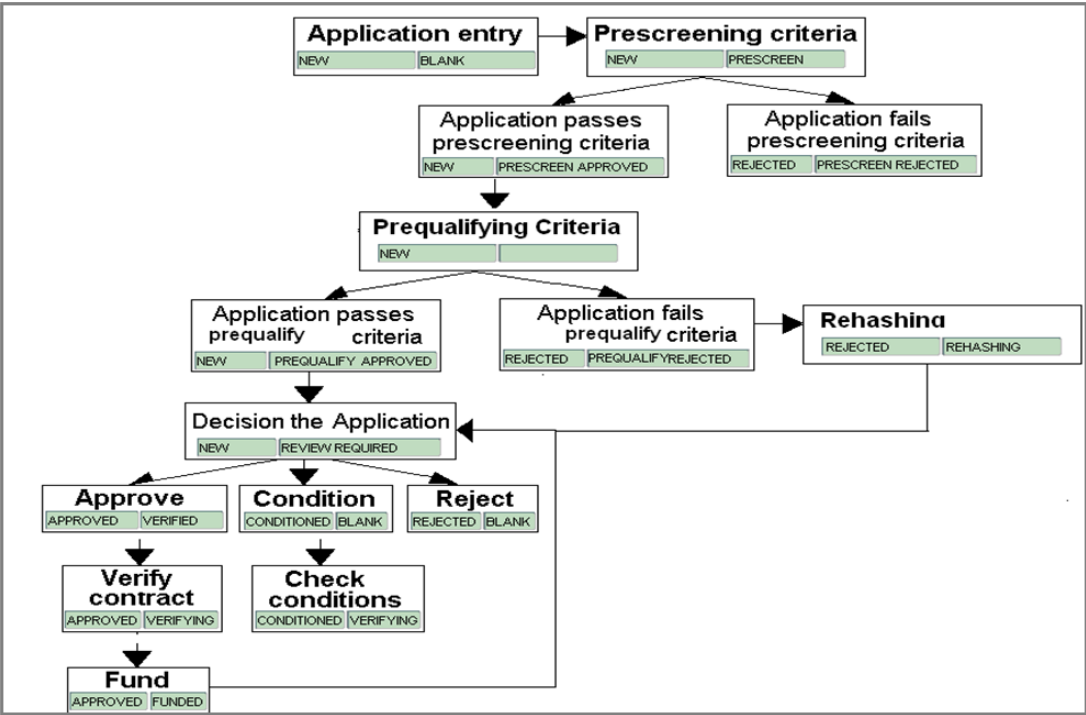 Application entry
NEW BLANK
Prescreening criteria
NEW PRESCREEN
Application passes
prescreening criteria
NEW PRESCREEN APPROVED
Application fails
prescreening criteria
REJECTED PRESCREEN REJECTED
Prequalifying Criteria
NEW
Application passes
prequalify criteria
NEW PREQUALIFY APPROVED
Application fails
prequalify criteria
REJECTED PREQUALIFYREJECTED
Rehashing
REJECTED REHASHING
Decision the Application
NEW REVIEW REQUIRED
Approve
APPROVED VERIFIED
Condition
CONDITIONED BLANK
Reject
REJECTED BLANK
Verify
contract
APPROVED VERIFYING
Check
conditions
CONDITIONED VERIFYING
Fund
APPROVED FUNDED